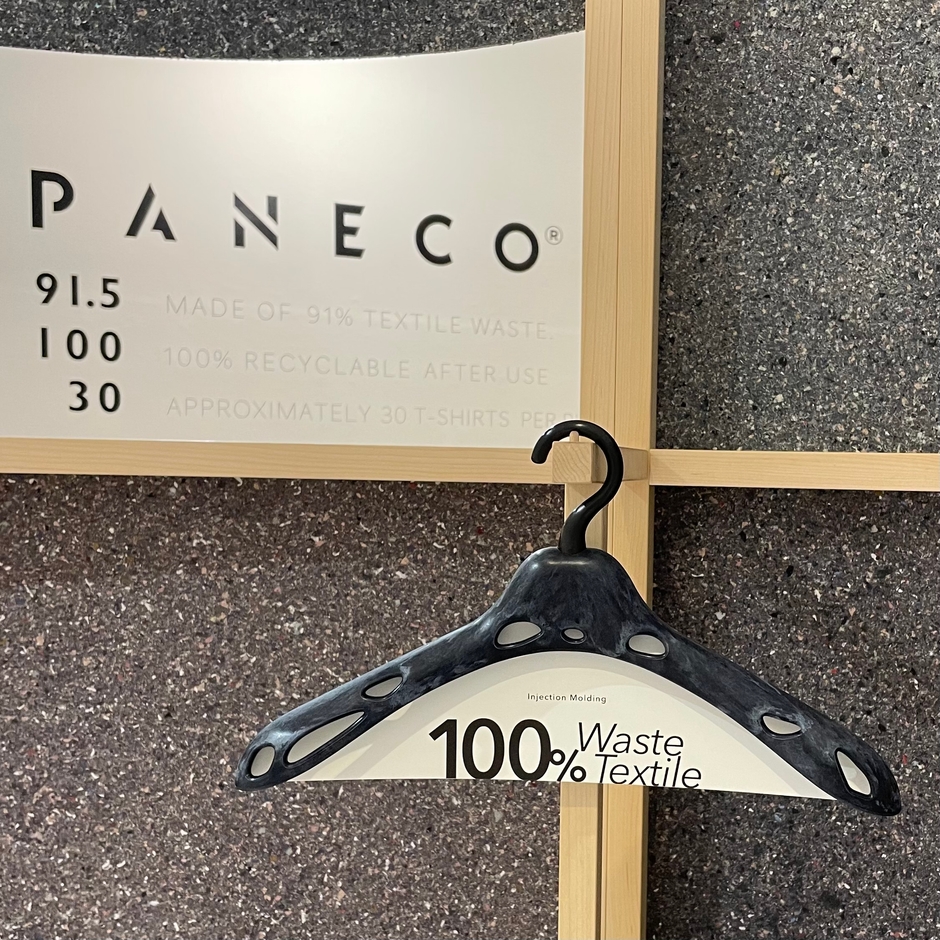 PANECO®
91.5 MADE OF 91% TEXTILE WASTE.
100 100% RECYCLABLE AFTER USE
30 APPROXIMATELY 30 T-SHIRTS PER
Injection Molding
100% Waste
Textile